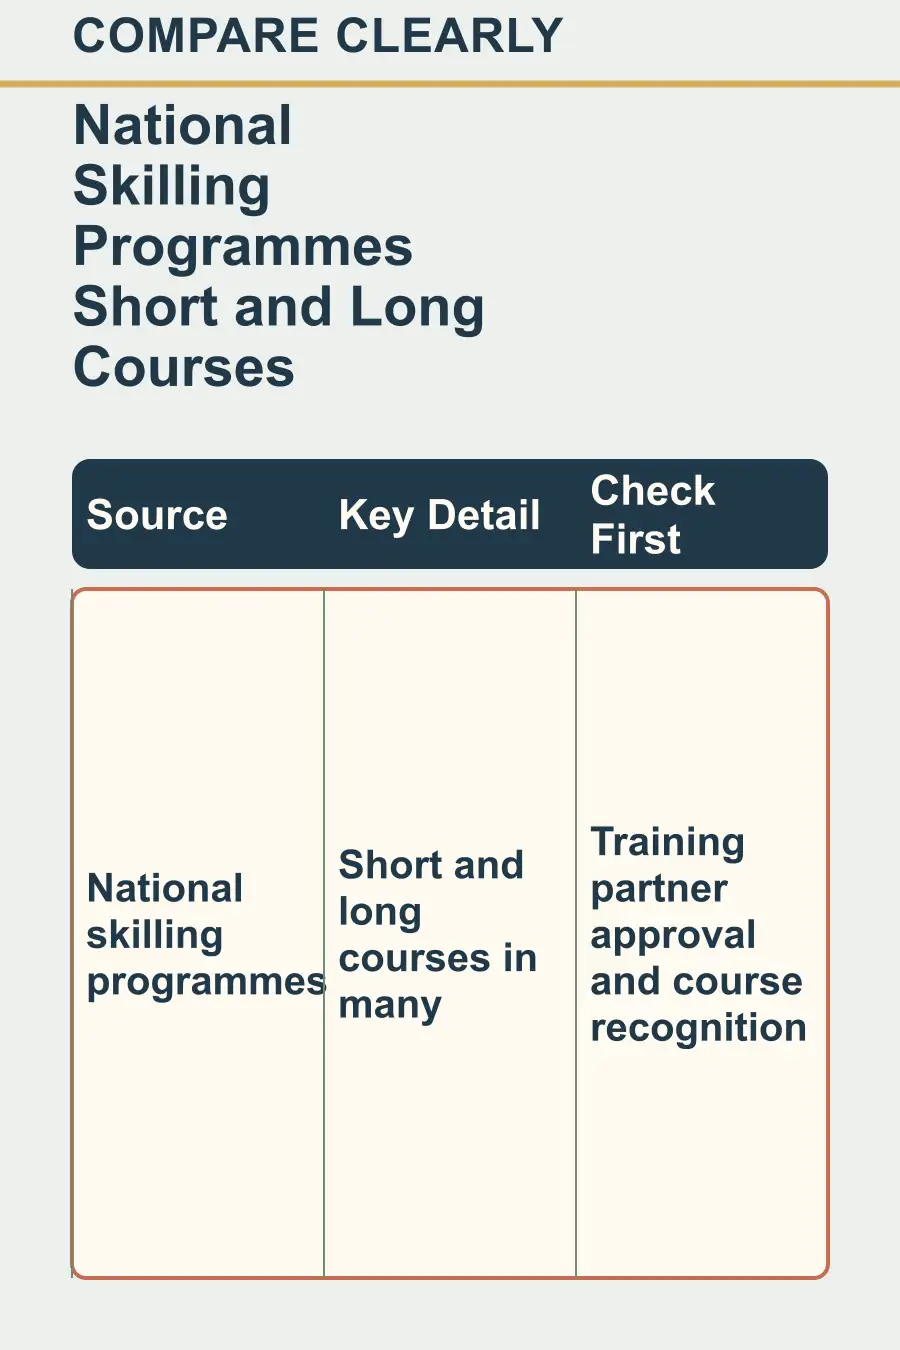 COMPARE CLEARLY
National
Skilling
Programmes
Short and Long
Courses
Source
Key Detail
Check
First
National
skilling
programmes
Short and
long
courses in
many
Training
partner
approval
and course
recognition